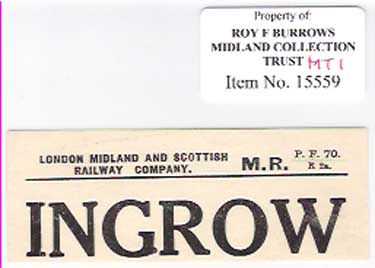 Property of:
ROY F BURROWS
MIDLAND COLLECTION
TRUST MT1
Item No. 15559
LONDON MIDLAND AND SCOTTISH
RAILWAY COMPANY.
M.R.
P. F. 70.
INGROW